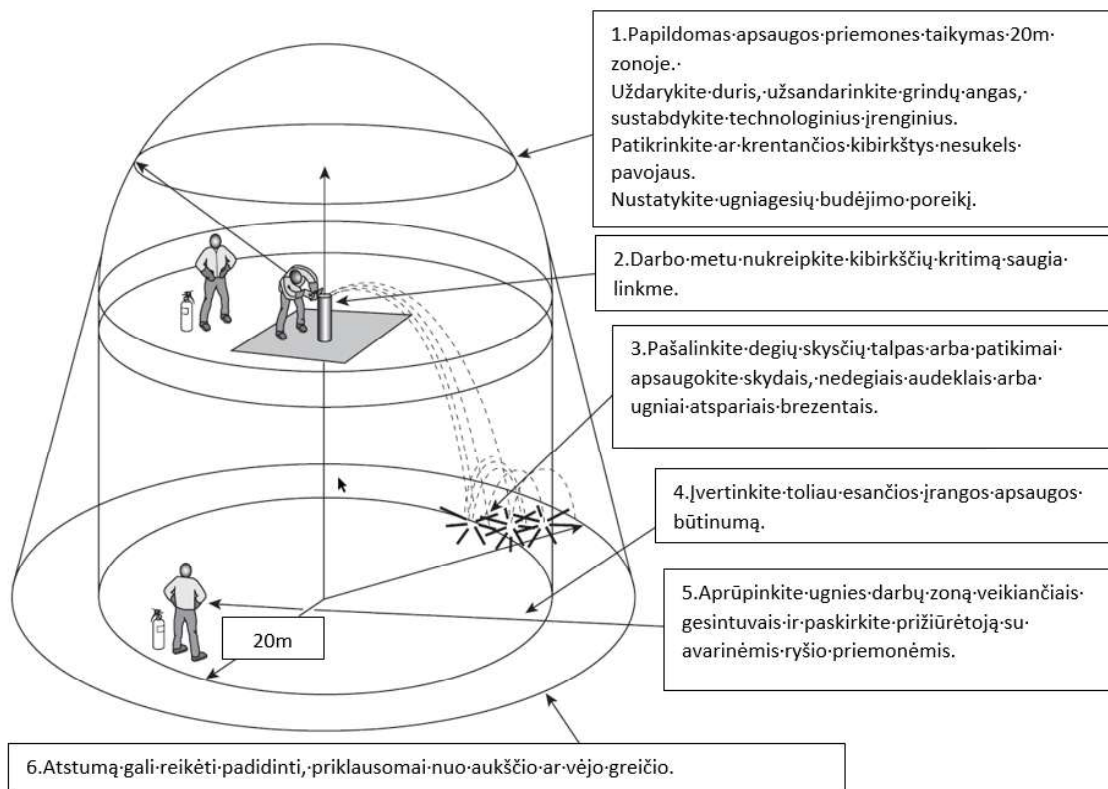 1.Papildomas·apsaugos·priemones·taikymas·20m·
zonoje.·
Uždarykite·duris,·užsandarinkite·grindų·angas,·
sustabdykite·technologinius·įrenginius.
Patikrinkite·ar·krentančios·kibirkštys·nesukels·
pavojaus.
Nustatykite·ugniagesių·budėjimo·poreikį.
2.Darbo·metu·nukreipkite·kibirkščių·kritimą·saugia·
linkme.
3.Pašalinkite·degių·skysčių·talpas·arba·patikimai·
apsaugokite·skydais,·nedegiais·audeklais·arba·
ugniai·atspariais·brezentais.
4.Įvertinkite·toliau·esančios·įrangos·apsaugos·
būtinumą.
5.Aprūpinkite·ugnies·darbų·zoną·veikiančiais·
gesintuvais·ir·paskirkite·prižiūrėtoją·su·
avarinėmis·ryšio·priemonėmis.
20m
6.Atstumą·gali·reikėti·padidinti,·priklausomai·nuo·aukščio·ar·vėjo·greičio.